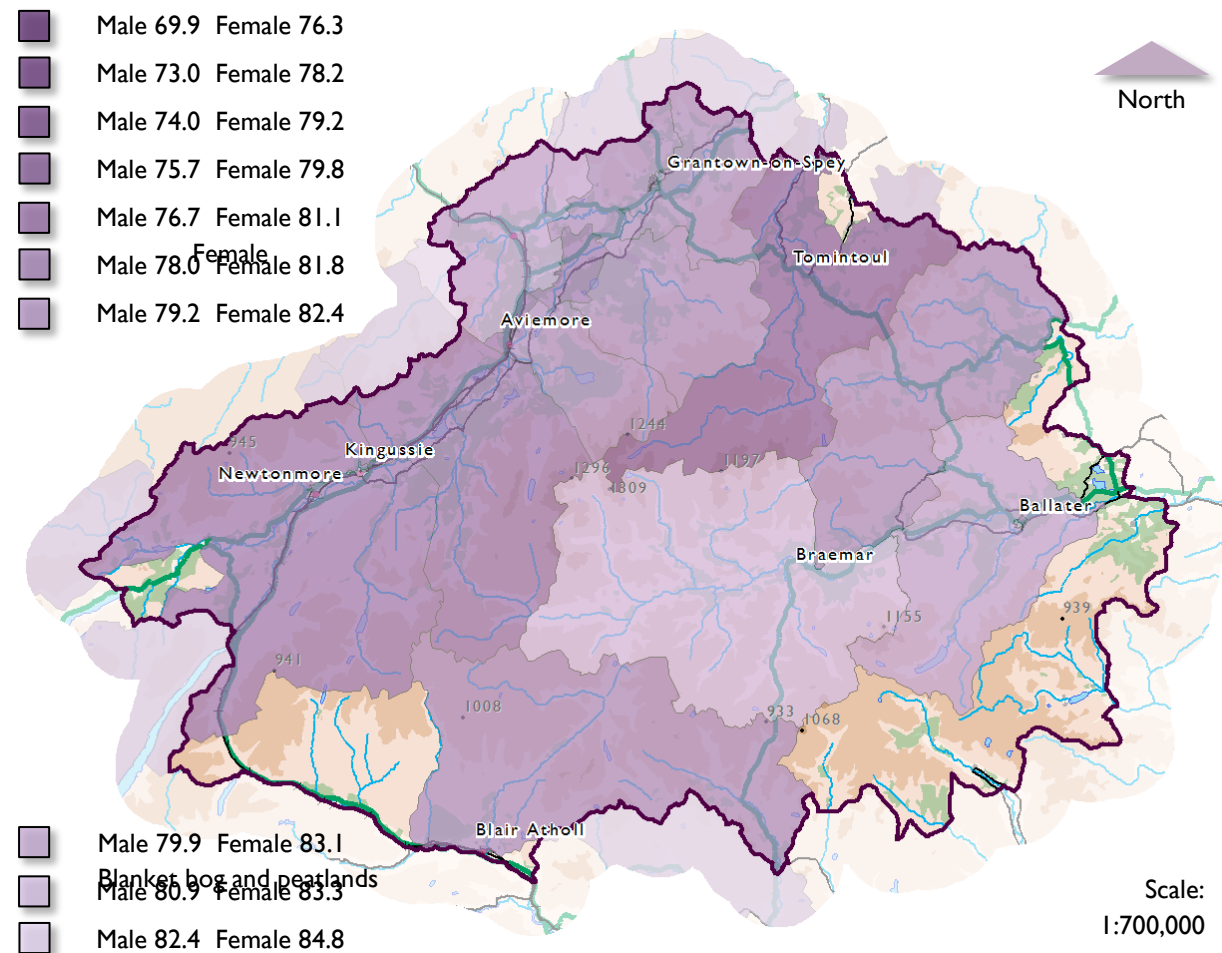 Male 69.9 Female 76.3
Male 73.0 Female 78.2
Male 74.0 Female 79.2
Male 75.7 Female 79.8
Male 76.7 Female 81.1
Female
Male 78.0 Female 81.8
Male 79.2 Female 82.4
North
Grantown-on-Spey
Tomintoul
Aviemore
1244
945
Kingussie
1197
Newtonmore
1296
1309
Ballater
Braemar
1155
939
941
1008
933
1068
Blair Atholl
Male 79.9 Female 83.1
Blanket bog and peatlands
Male 80.9 Female 83.3
Male 82.4 Female 84.8
Scale:
1:700,000